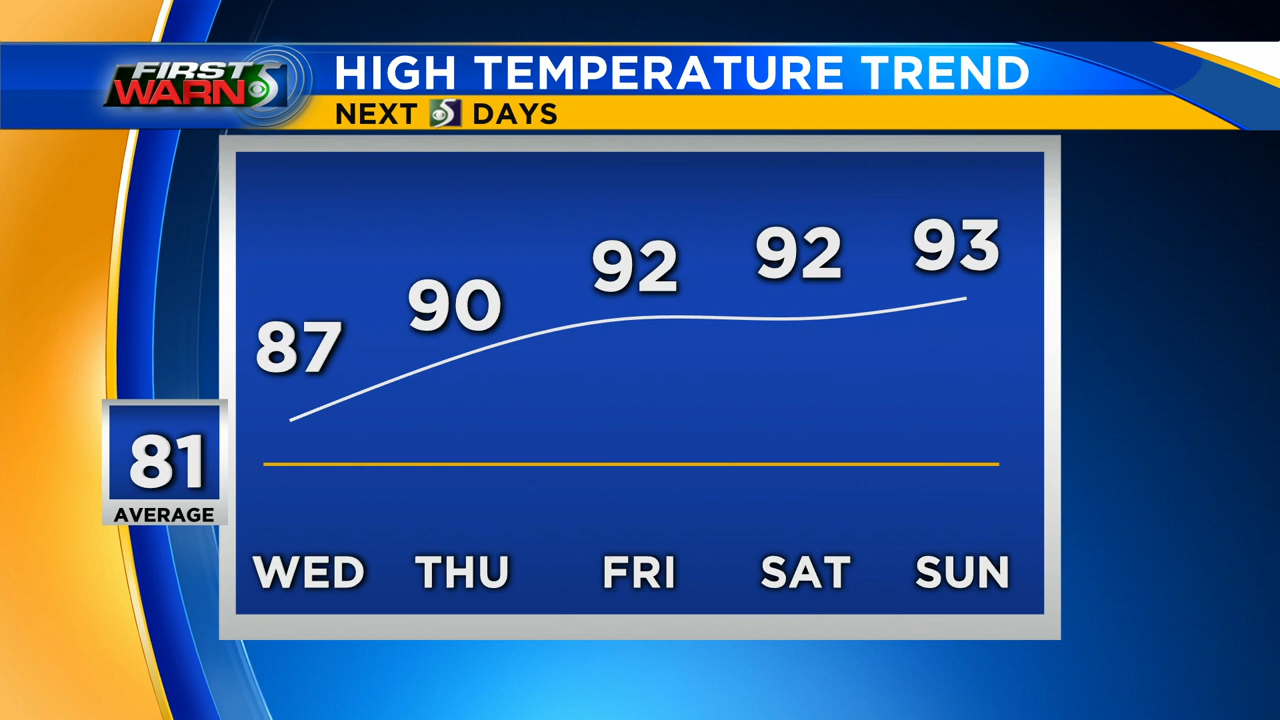 FIRST
WARN 5
HIGH TEMPERATURE TREND
NEXT 5 DAYS
87 90 92 92 93
81
AVERAGE
WED THU FRI SAT SUN